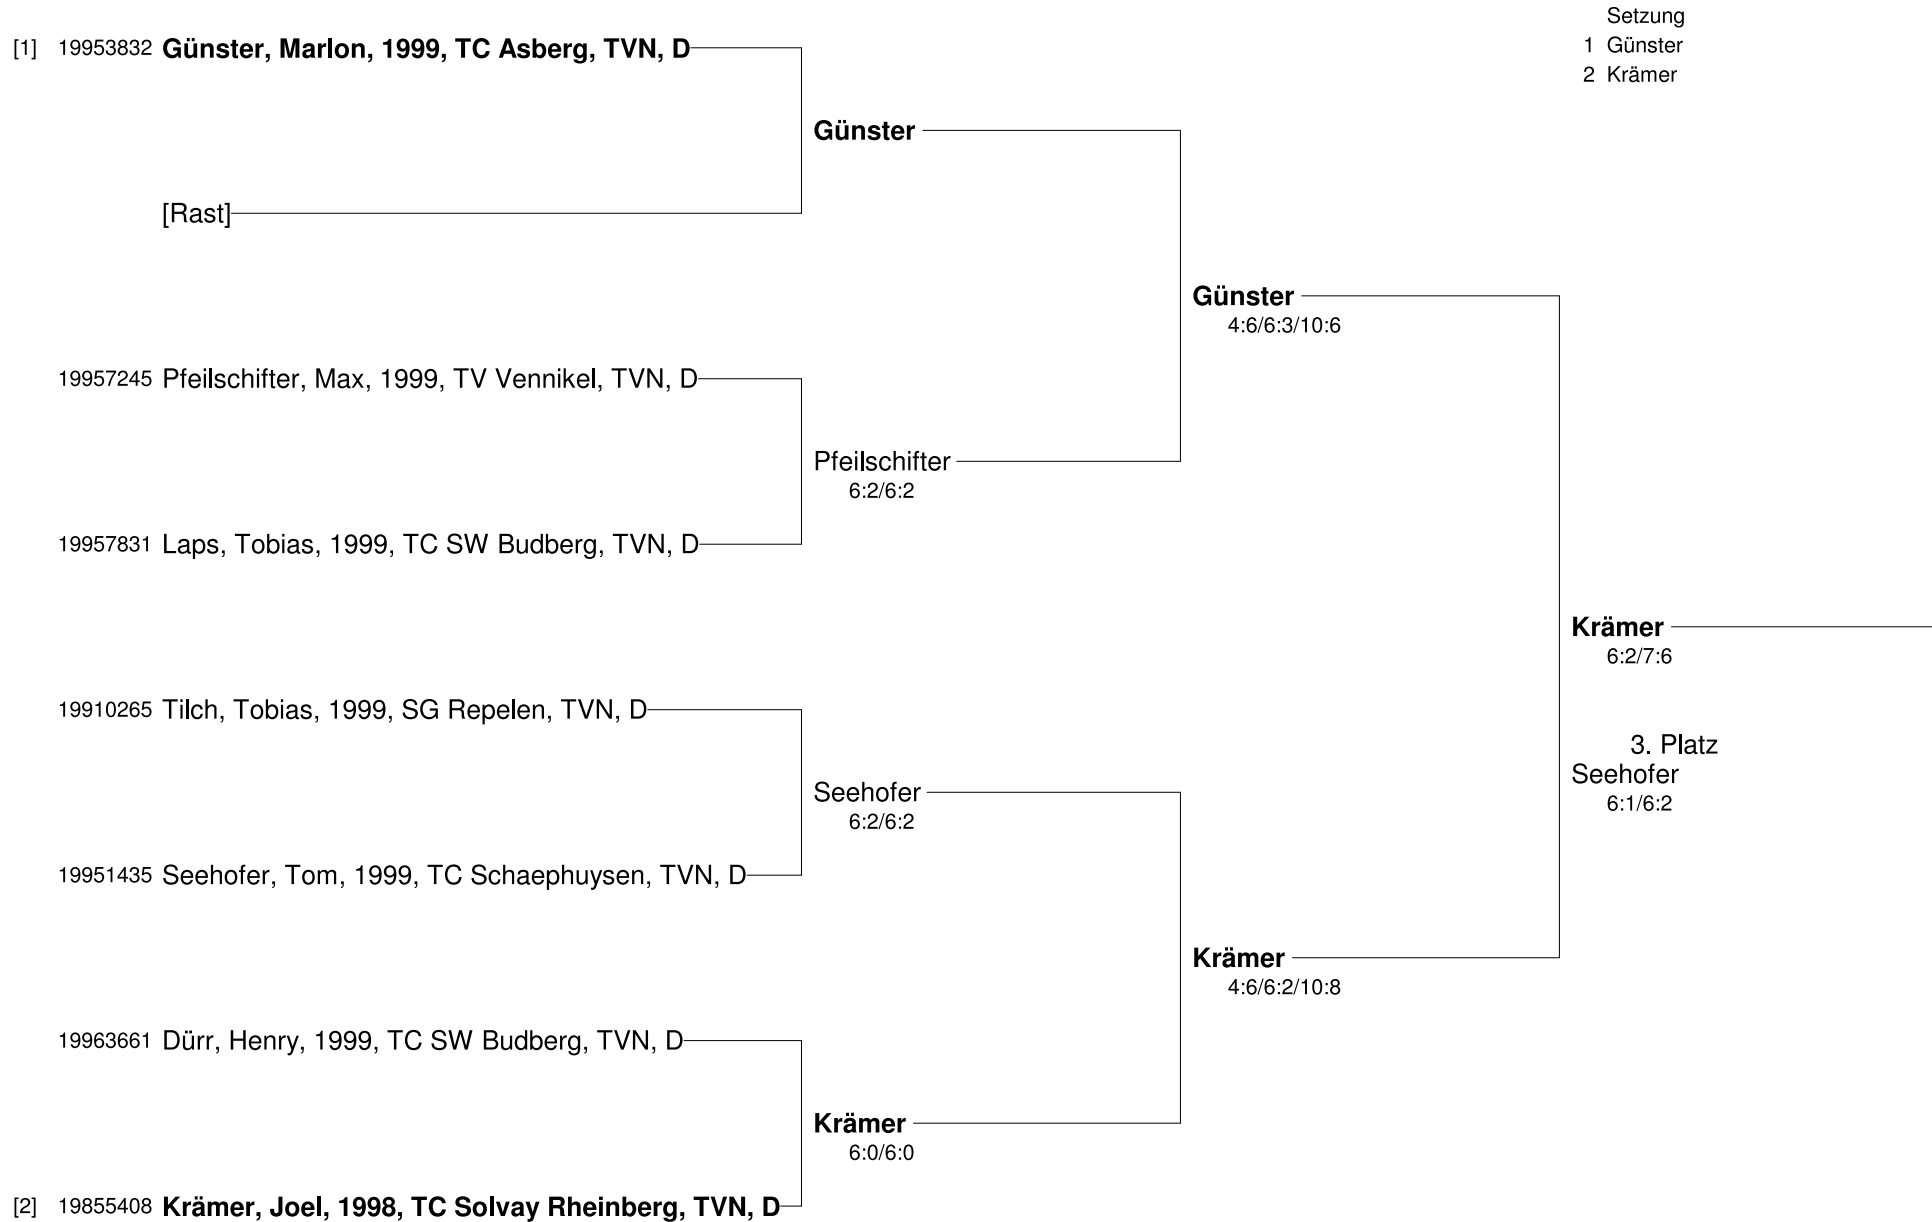 Setzung
1 Günster
2 Krämer
[1] 19953832 Günster, Marlon, 1999, TC Asberg, TVN, D
Günster
[Rast]
Günster
4:6/6:3/10:6
19957245 Pfeilschifter, Max, 1999, TV Vennikel, TVN, D
Pfeilschifter
6:2/6:2
19957831 Laps, Tobias, 1999, TC SW Budberg, TVN, D
Krämer
6:2/7:6
19910265 Tilch, Tobias, 1999, SG Repelen, TVN, D
3. Platz
Seehofer
6:1/6:2
Seehofer
6:2/6:2
19951435 Seehofer, Tom, 1999, TC Schaephuysen, TVN, D
Krämer
4:6/6:2/10:8
19963661 Dürr, Henry, 1999, TC SW Budberg, TVN, D
Krämer
6:0/6:0
[2] 19855408 Krämer, Joel, 1998, TC Solvay Rheinberg, TVN, D